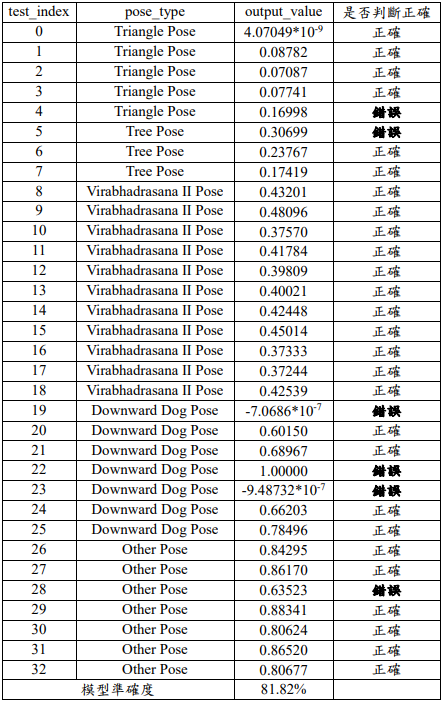 test_index pose_type output_value 是否判斷正確
0 Triangle Pose 4.07049*10-9 正確
1 Triangle Pose 0.08782 正確
2 Triangle Pose 0.07087 正確
3 Triangle Pose 0.07741 正確
4 Triangle Pose 0.16998 錯誤
5 Tree Pose 0.30699 錯誤
6 Tree Pose 0.23767 正確
7 Tree Pose 0.17419 正確
8 Virabhadrasana II Pose 0.43201 正確
9 Virabhadrasana II Pose 0.48096 正確
10 Virabhadrasana II Pose 0.37570 正確
11 Virabhadrasana II Pose 0.41784 正確
12 Virabhadrasana II Pose 0.39809 正確
13 Virabhadrasana II Pose 0.40021 正確
14 Virabhadrasana II Pose 0.42448 正確
15 Virabhadrasana II Pose 0.45014 正確
16 Virabhadrasana II Pose 0.37333 正確
17 Virabhadrasana II Pose 0.37244 正確
18 Virabhadrasana II Pose 0.42539 正確
19 Downward Dog Pose -7.0686*10-7 錯誤
20 Downward Dog Pose 0.60150 正確
21 Downward Dog Pose 0.68967 正確
22 Downward Dog Pose 1.00000 錯誤
23 Downward Dog Pose -9.48732*10-7 錯誤
24 Downward Dog Pose 0.66203 正確
25 Downward Dog Pose 0.78496 正確
26 Other Pose 0.84295 正確
27 Other Pose 0.86170 正確
28 Other Pose 0.63523 錯誤
29 Other Pose 0.88341 正確
30 Other Pose 0.80624 正確
31 Other Pose 0.86520 正確
32 Other Pose 0.80677 正確
模型準確度 81.82%